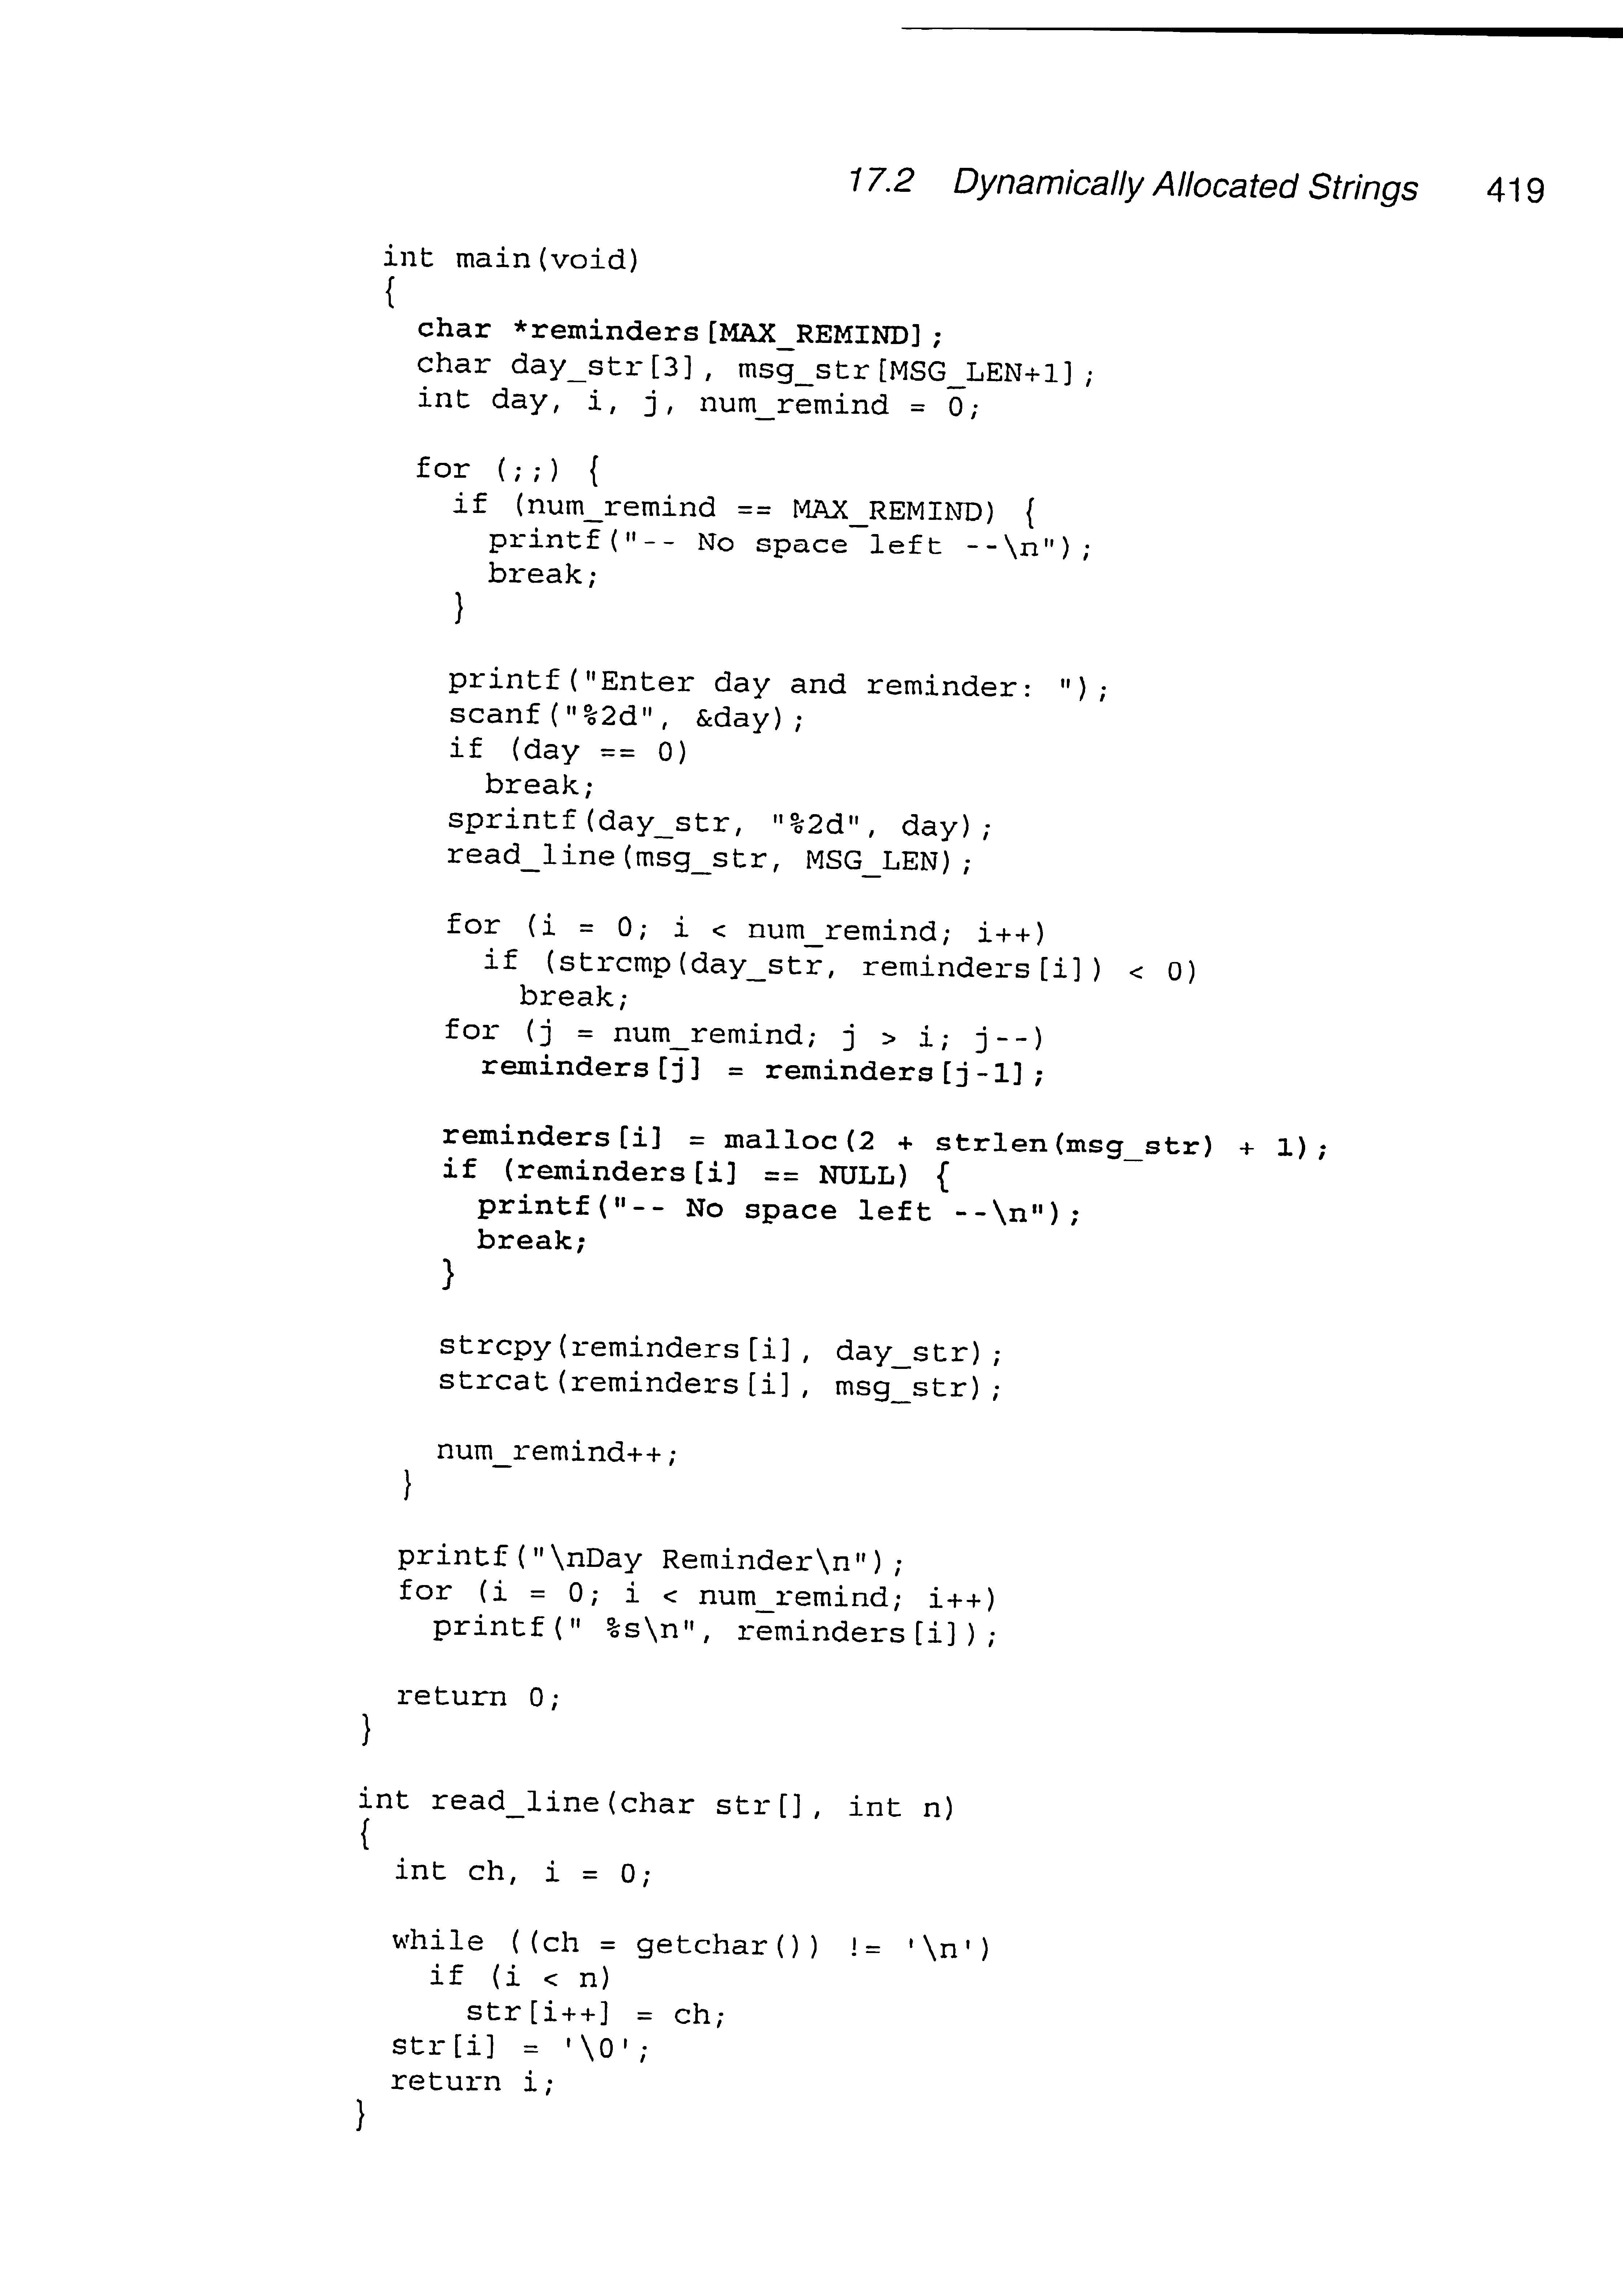 17.2 Dynamically Allocated Strings 419
int main(void)
{
  char *reminders[MAX_REMIND];
  char day_str[3], msg_str[MSG_LEN+1];
  int day, i, j, num_remind = 0;

  for (;;) {
    if (num_remind == MAX_REMIND) {
      printf("-- No space left --\n");
      break;
    }

    printf("Enter day and reminder: ");
    scanf("%2d", &day);
    if (day == 0)
      break;
    sprintf(day_str, "%2d", day);
    read_line(msg_str, MSG_LEN);

    for (i = 0; i < num_remind; i++)
      if (strcmp(day_str, reminders[i]) < 0)
        break;
    for (j = num_remind; j > i; j--)
      reminders[j] = reminders[j-1];

    reminders[i] = malloc(2 + strlen(msg_str) + 1);
    if (reminders[i] == NULL) {
      printf("-- No space left --\n");
      break;
    }

    strcpy(reminders[i], day_str);
    strcat(reminders[i], msg_str);

    num_remind++;
  }

  printf("\nDay Reminder\n");
  for (i = 0; i < num_remind; i++)
    printf(" %s\n", reminders[i]);

  return 0;
}

int read_line(char str[], int n)
{
  int ch, i = 0;

  while ((ch = getchar()) != '\n')
    if (i < n)
      str[i++] = ch;
  str[i] = '\0';
  return i;
}